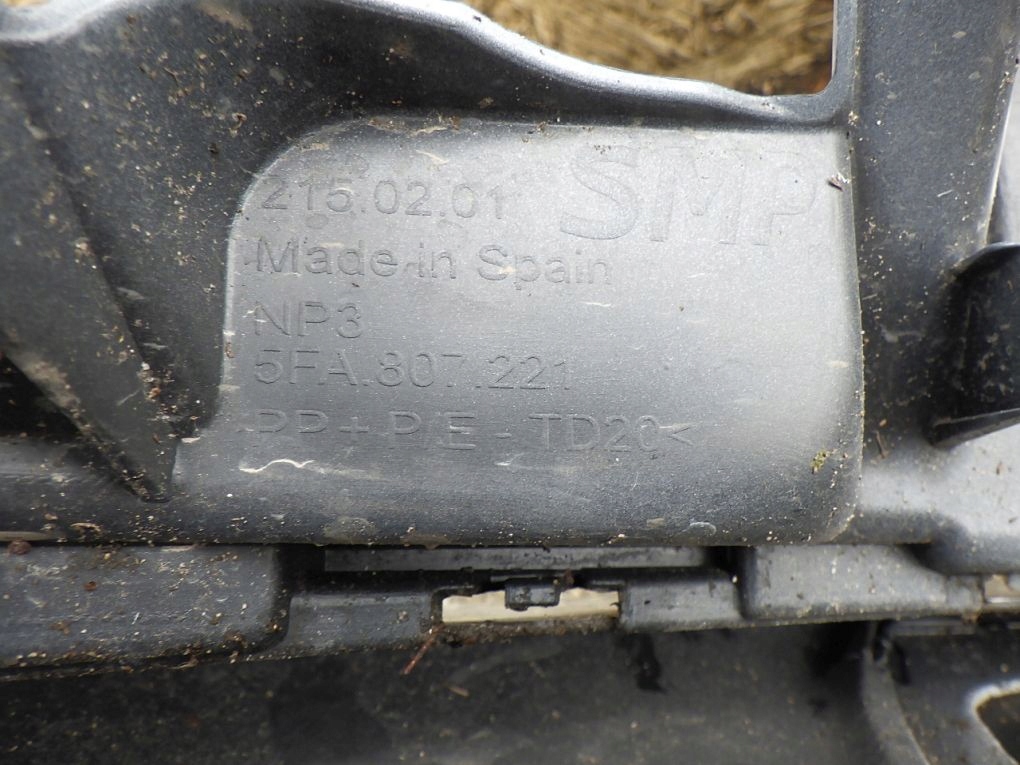 215.02.01 SMP
Made in Spain
NP3
5FA.807.221
PP + P/E - TD20<